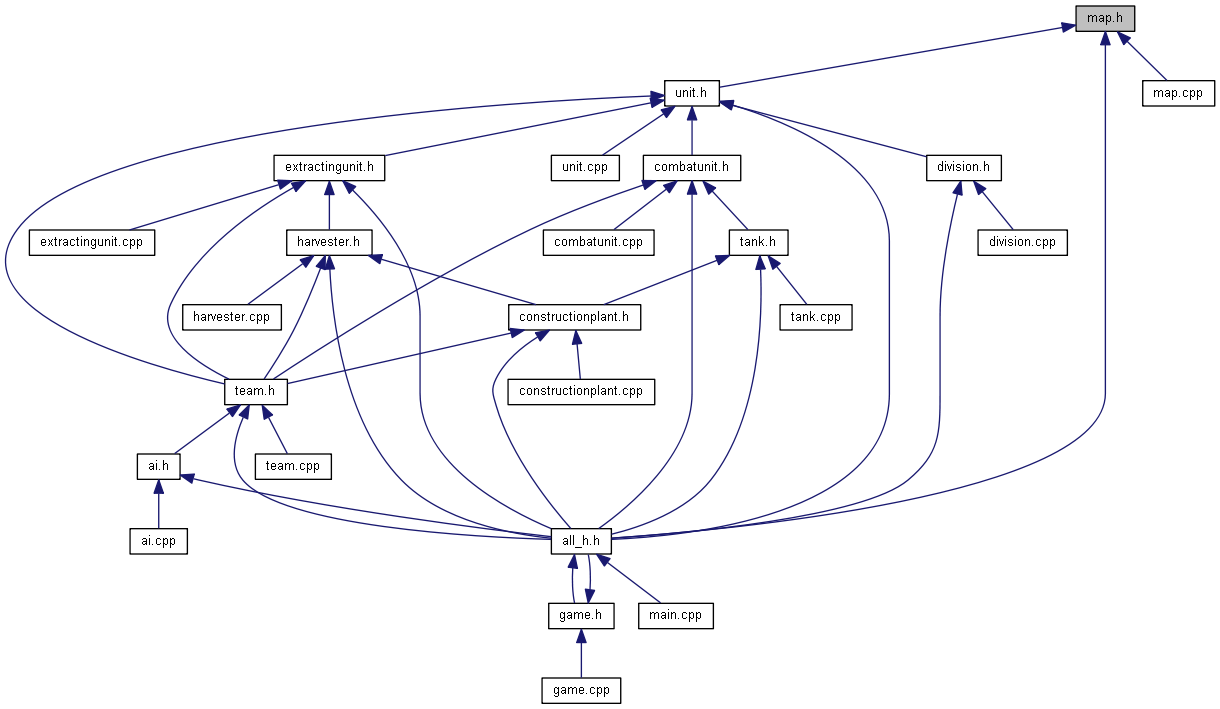 map.h
unit.h
map.cpp
extractingunit.h
unit.cpp
combatunit.h
division.h
extractingunit.cpp
harvester.h
combatunit.cpp
tank.h
division.cpp
harvester.cpp
constructionplant.h
tank.cpp
team.h
constructionplant.cpp
ai.h
team.cpp
ai.cpp
all_h.h
game.h
main.cpp
game.cpp